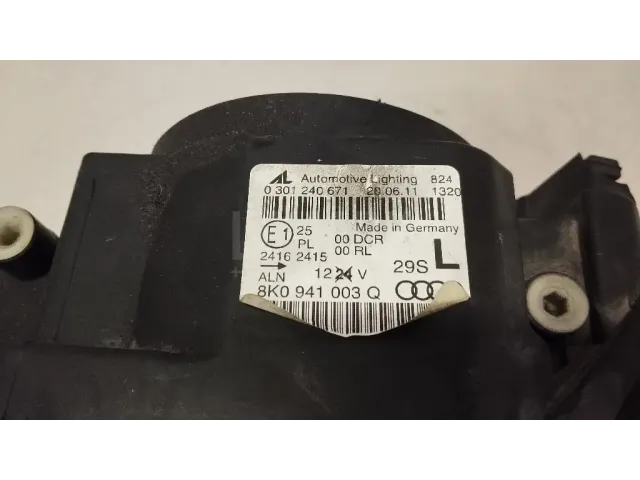 AL Automotive Lighting 824
0 301 240 671 28.06.11 1320
Made in Germany
E1 25 00 DCR
PL 00 RL
2416 2415
ALN 12 24 V 29S L
8K0 941 003 Q